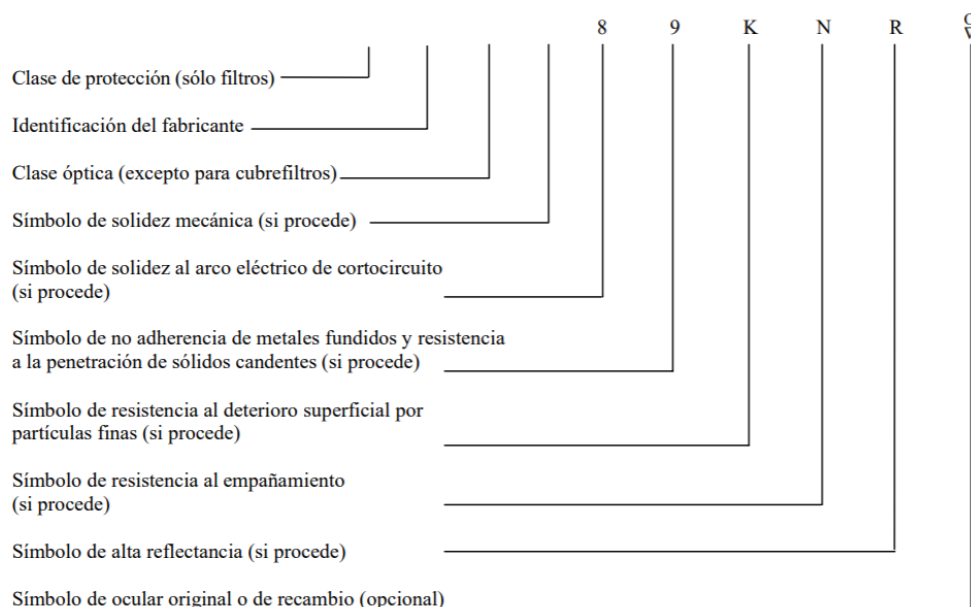 8 9 K N R
Clase de protección (sólo filtros)
Identificación del fabricante
Clase óptica (excepto para cubrefiltros)
Símbolo de solidez mecánica (si procede)
Símbolo de solidez al arco eléctrico de cortocircuito
(si procede)
Símbolo de no adherencia de metales fundidos y resistencia
a la penetración de sólidos candentes (si procede)
Símbolo de resistencia al deterioro superficial por
partículas finas (si procede)
Símbolo de resistencia al empañamiento
(si procede)
Símbolo de alta reflectancia (si procede)
Símbolo de ocular original o de recambio (opcional)